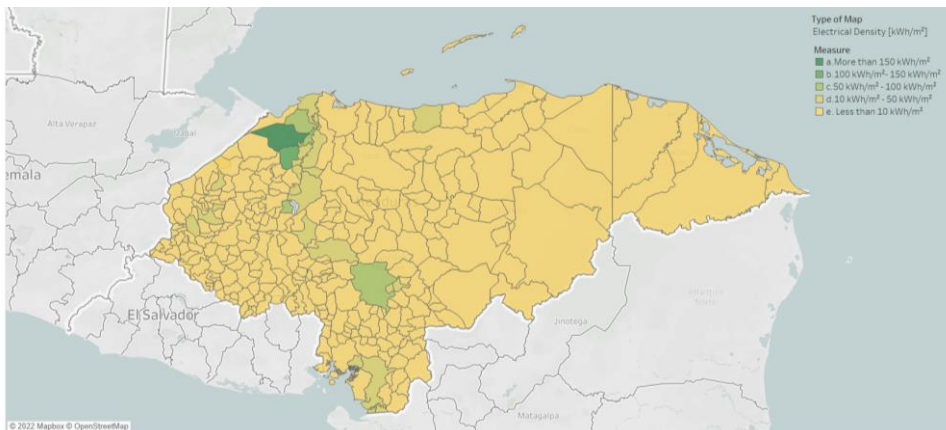 Type of Map
Electrical Density [kWh/m²]
Measure
a. More than 150 kWh/m²
b. 100 kWh/m²- 150 kWh/m²
c. 50 kWh/m² - 100 kWh/m²
d. 10 kWh/m² - 50 kWh/m²
e. Less than 10 kWh/m²
Alta Verapaz
Izabal
emala
El Salvador
Jinotega
Matagalpa
© 2022 Mapbox © OpenStreetMap